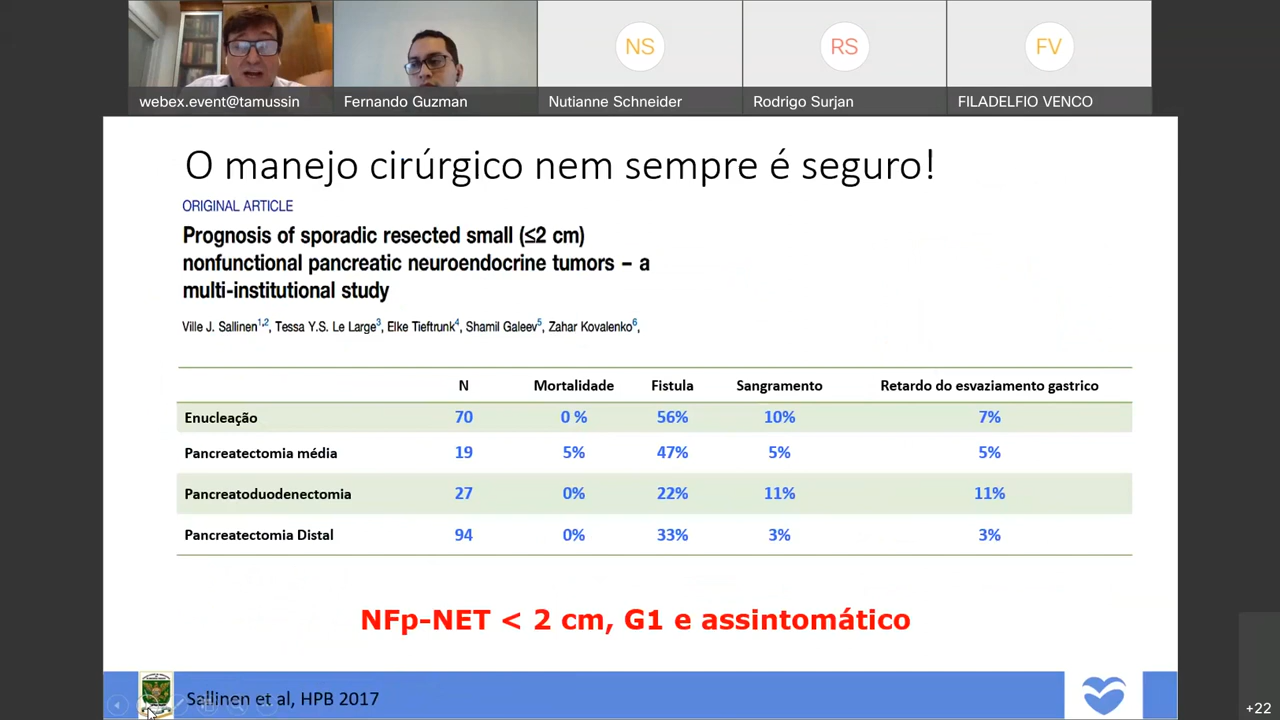 NS
RS
FV
webex.event@tamussin
Fernando Guzman
Nutianne Schneider
Rodrigo Surjan
FILADELFIO VENCO
O manejo cirúrgico nem sempre é seguro!
ORIGINAL ARTICLE
Prognosis of sporadic resected small (≤2 cm)
nonfunctional pancreatic neuroendocrine tumors – a
multi-institutional study
Ville J. Sallinen1,2, Tessa Y.S. Le Large3, Elke Tieftrunk4, Shamil Galeev5, Zahar Kovalenko6,
N Mortalidade Fistula Sangramento Retardo do esvaziamento gastrico
Enucleação 70 0 % 56% 10% 7%
Pancreatectomia média 19 5% 47% 5% 5%
Pancreatoduodenectomia 27 0% 22% 11% 11%
Pancreatectomia Distal 94 0% 33% 3% 3%
NFp-NET < 2 cm, G1 e assintomático
Sallinen et al, HPB 2017
+22